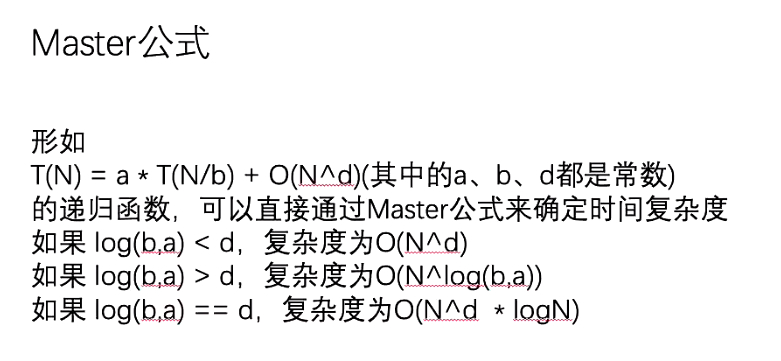 Master公式
形如
T(N) = a * T(N/b) + O(N^d)(其中的a、b、d都是常数)
的递归函数，可以直接通过Master公式来确定时间复杂度
如果 log(b,a) < d，复杂度为O(N^d)
如果 log(b,a) > d，复杂度为O(N^log(b,a))
如果 log(b,a) == d，复杂度为O(N^d * logN)